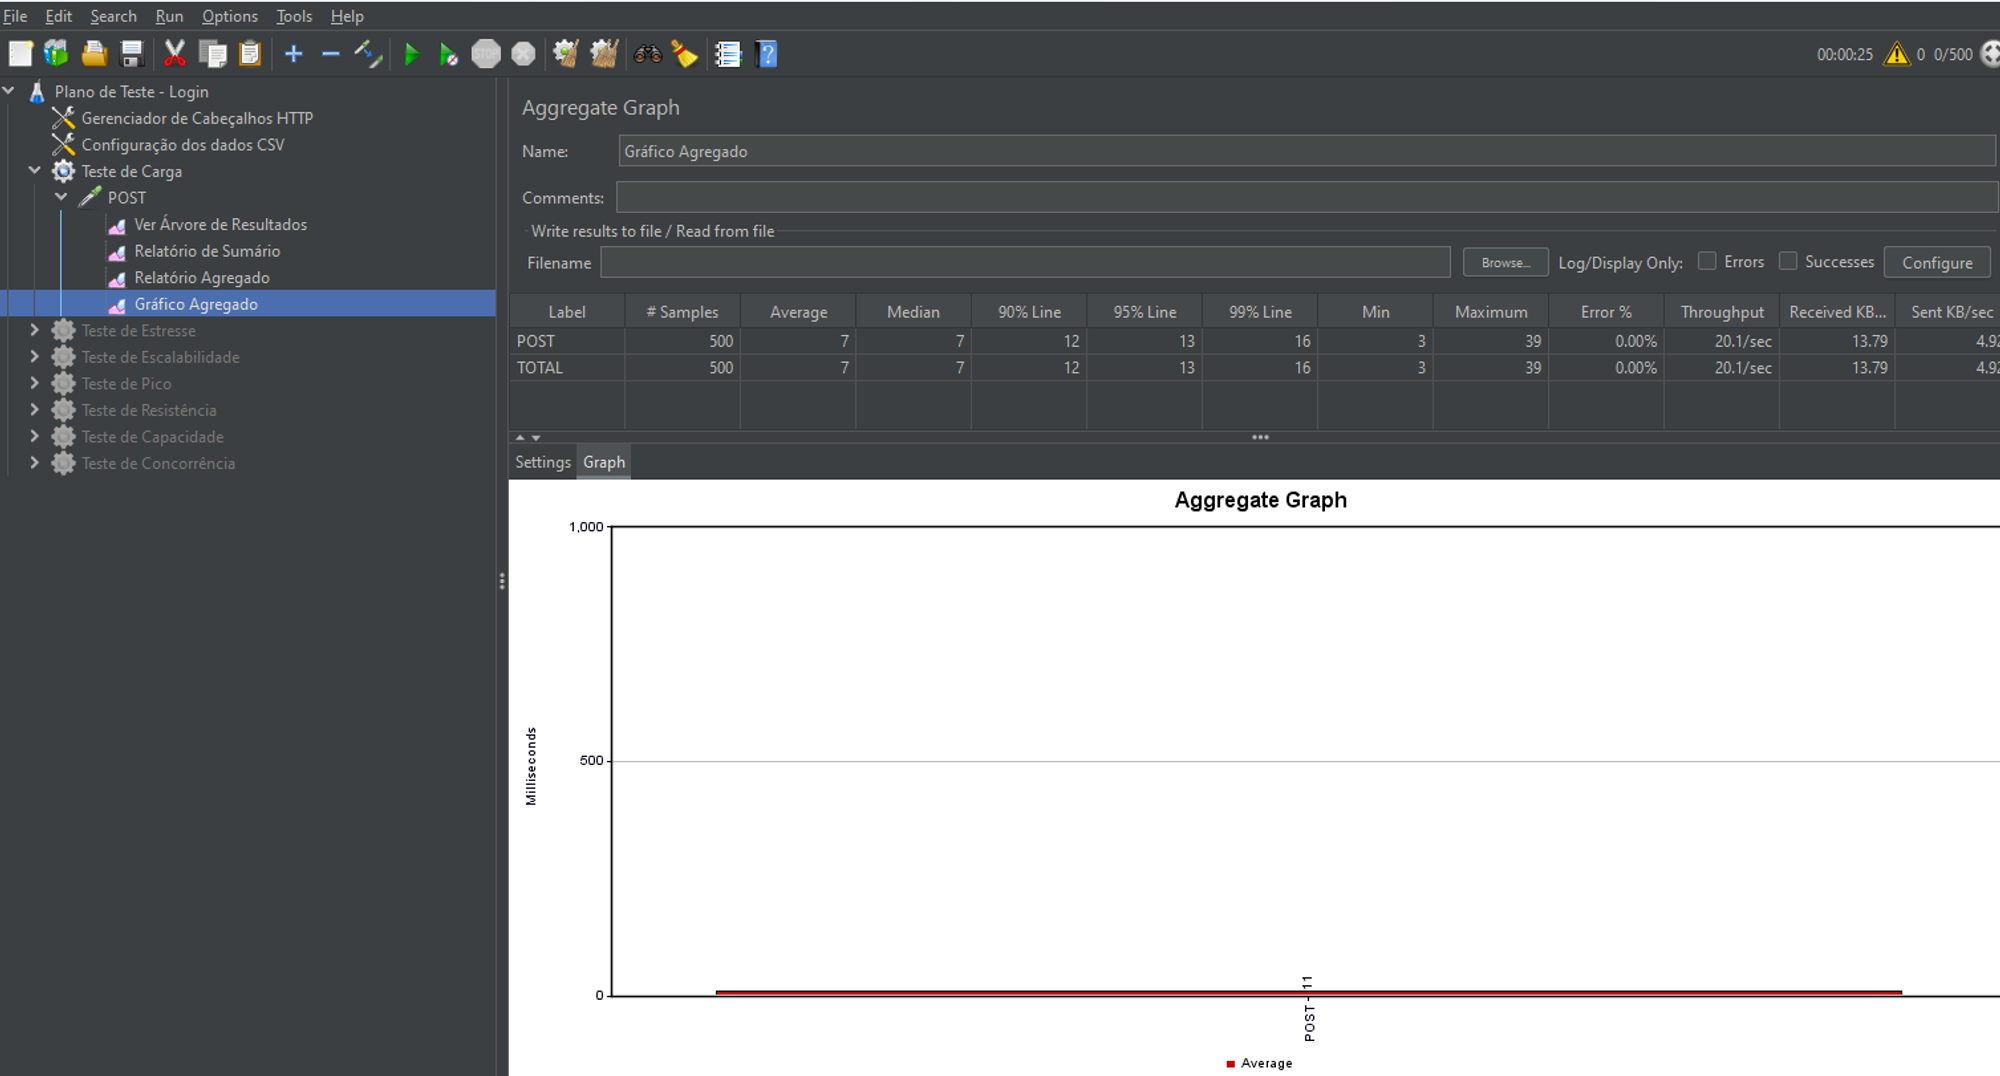 File Edit Search Run Options Tools Help
STOP
00:00:25 0 0/500
Plano de Teste - Login
Gerenciador de Cabeçalhos HTTP
Configuração dos dados CSV
Teste de Carga
POST
Ver Árvore de Resultados
Relatório de Sumário
Relatório Agregado
Gráfico Agregado
Teste de Estresse
Teste de Escalabilidade
Teste de Pico
Teste de Resistência
Teste de Capacidade
Teste de Concorrência
Aggregate Graph
Name: Gráfico Agregado
Comments:
Write results to file / Read from file
Filename Browse... Log/Display Only: Errors Successes Configure
Label # Samples Average Median 90% Line 95% Line 99% Line Min Maximum Error % Throughput Received KB... Sent KB/sec
POST 500 7 7 12 13 16 3 39 0.00% 20.1/sec 13.79 4.92
TOTAL 500 7 7 12 13 16 3 39 0.00% 20.1/sec 13.79 4.92
Settings Graph
Aggregate Graph
1,000
500
0
Milliseconds
11
POST
Average